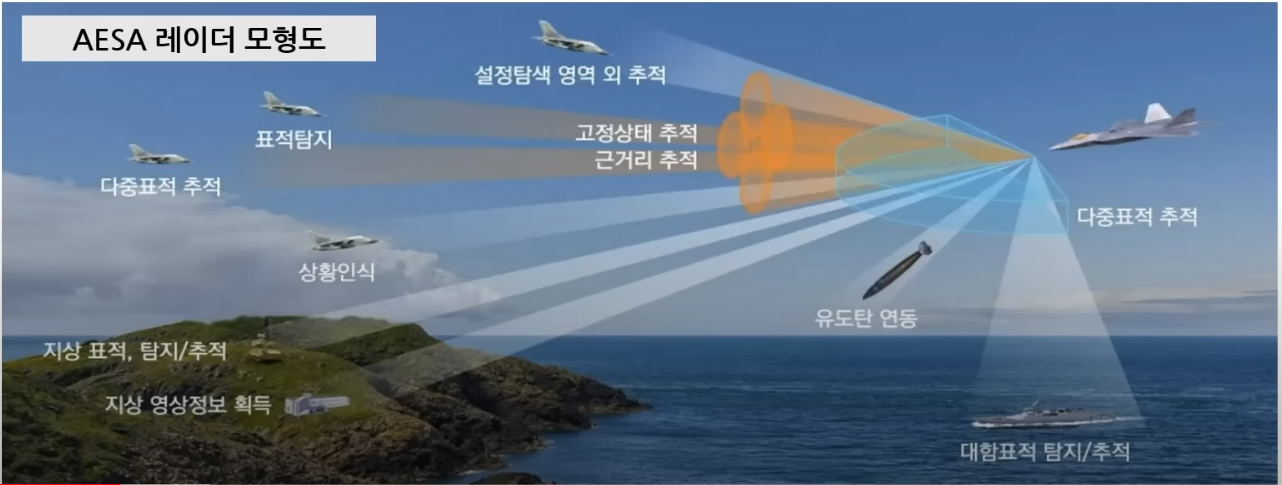 AESA 레이더 모형도
설정탐색 영역 외 추적
표적탐지
고정상태 추적
근거리 추적
다중표적 추적
다중표적 추적
상황인식
유도탄 연동
지상 표적, 탐지/추적
지상 영상정보 획득
대함표적 탐지/추적